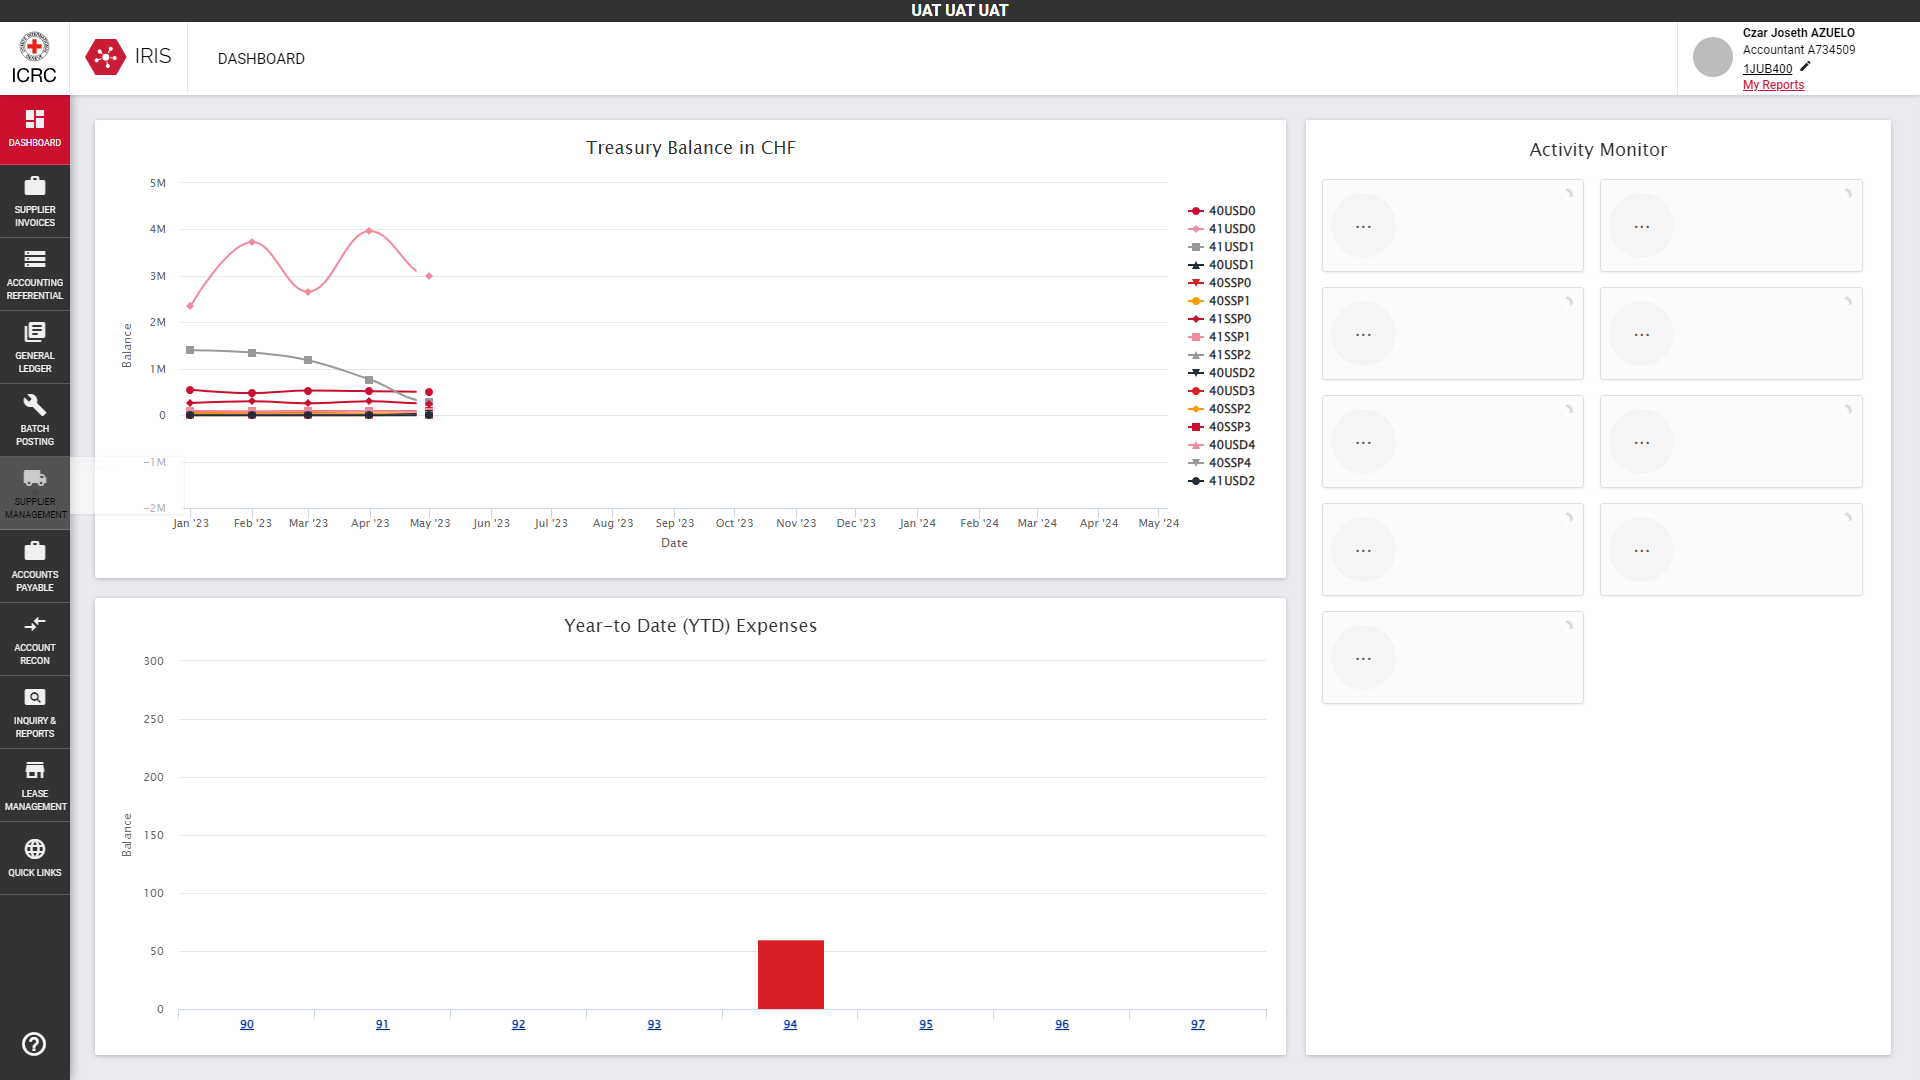 UAT UAT UAT
ICRC
IRIS
DASHBOARD
Czar Joseth AZUELO
Accountant A734509
1JUB400
My Reports
DASHBOARD
SUPPLIER
INVOICES
ACCOUNTING
REFERENTIAL
GENERAL
LEDGER
BATCH
POSTING
SUPPLIER
MANAGEMENT
ACCOUNTS
PAYABLE
ACCOUNT
RECON
INQUIRY &
REPORTS
LEASE
MANAGEMENT
QUICK LINKS
Treasury Balance in CHF
Balance
5M
4M
3M
2M
1M
0
-1M
-2M
Jan '23 Feb '23 Mar '23 Apr '23 May '23 Jun '23 Jul '23 Aug '23 Sep '23 Oct '23 Nov '23 Dec '23 Jan '24 Feb '24 Mar '24 Apr '24 May '24
Date
40USD0
41USD0
41USD1
40USD1
40SSP0
40SSP1
41SSP0
41SSP1
41SSP2
40USD2
40USD3
40SSP2
40SSP3
40USD4
40SSP4
41USD2
Year-to Date (YTD) Expenses
Balance
300
250
200
150
100
50
0
90 91 92 93 94 95 96 97
Activity Monitor
... ...
... ...
... ...
... ...
...